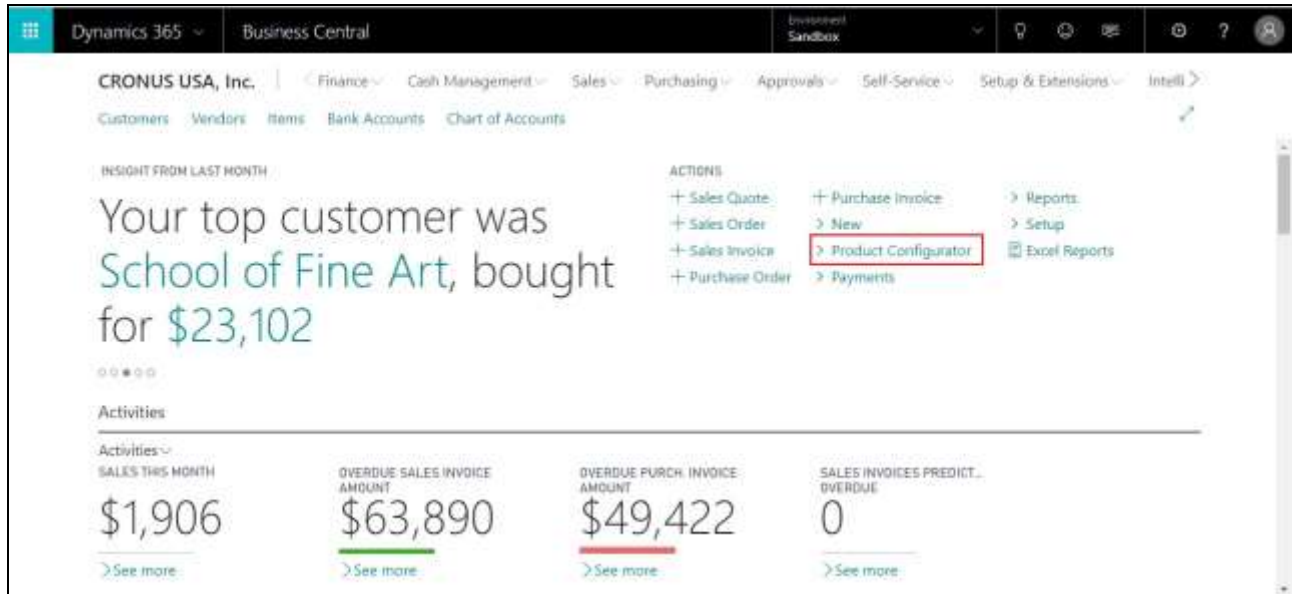 Dynamics 365 Business Central Environment
Sandbox ?
CRONUS USA, Inc. Finance Cash Management Sales Purchasing Approvals Self-Service Setup & Extensions Intelli
Customers Vendors Items Bank Accounts Chart of Accounts
INSIGHT FROM LAST MONTH
Your top customer was
School of Fine Art, bought
for $23,102
ACTIONS
+ Sales Quote + Purchase Invoice > Reports
+ Sales Order > New > Setup
+ Sales Invoice > Product Configurator Excel Reports
+ Purchase Order > Payments
Activities
Activities
SALES THIS MONTH
$1,906
>See more
OVERDUE SALES INVOICE
AMOUNT
$63,890
>See more
OVERDUE PURCH. INVOICE
AMOUNT
$49,422
>See more
SALES INVOICES PREDICT...
OVERDUE
0
>See more